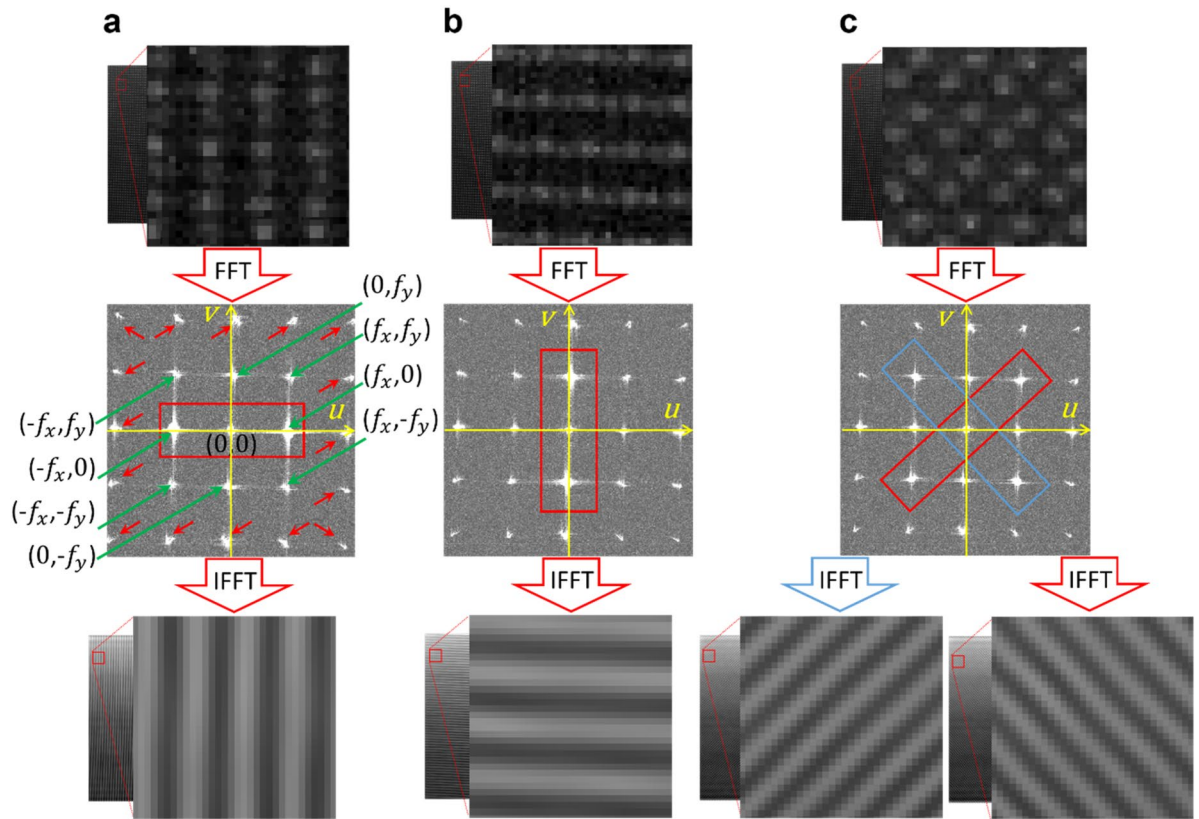 a
b
c
FFT
FFT
FFT
(0,f_y)
(f_x,f_y)
(f_x,0)
(f_x,-f_y)
(-f_x,f_y)
(-f_x,0)
(-f_x,-f_y)
(0,-f_y)
v
u
(0,0)
v
u
v
u
IFFT
IFFT
IFFT
IFFT